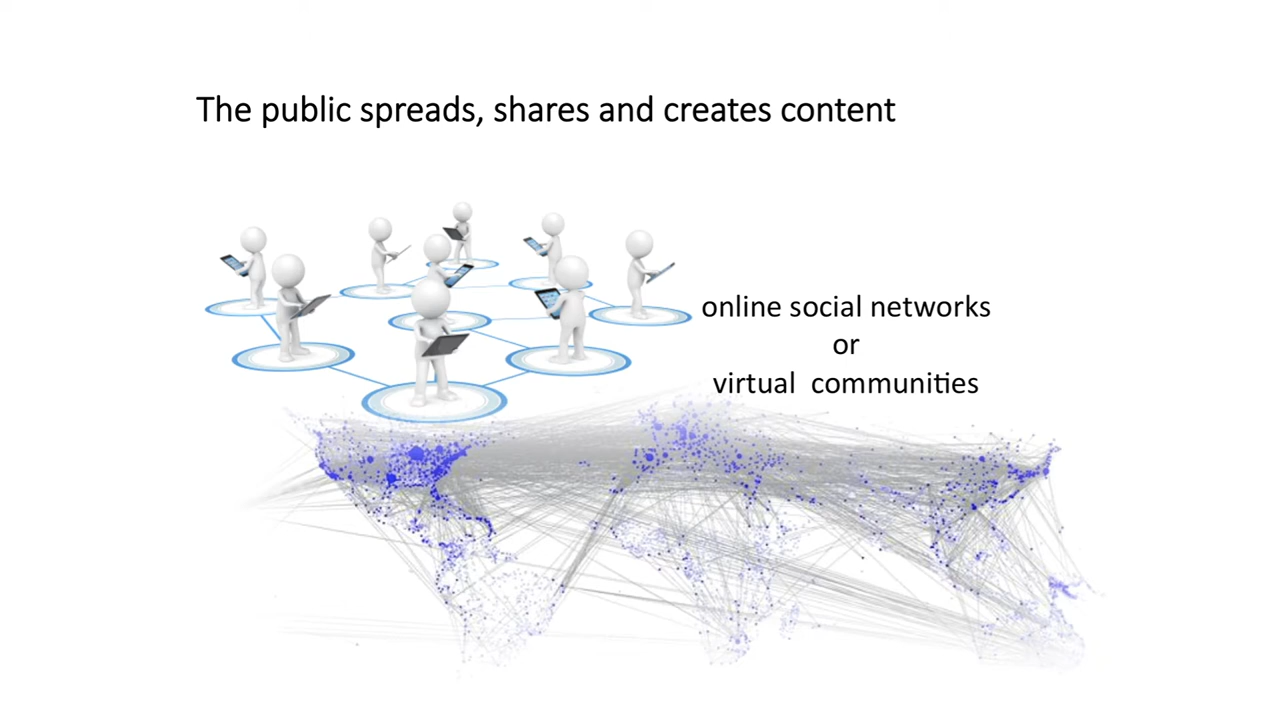 The public spreads, shares and creates content
online social networks
or
virtual communities